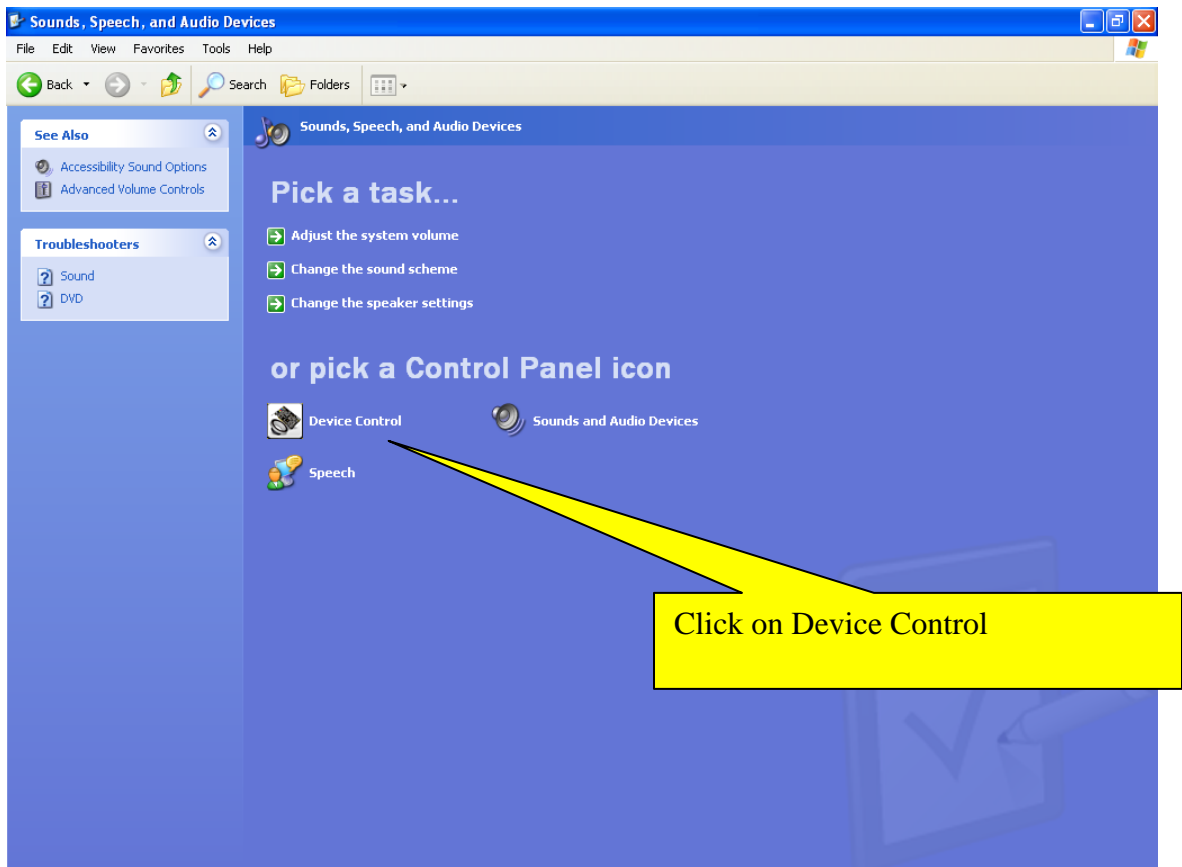 Sounds, Speech, and Audio Devices
File Edit View Favorites Tools Help
Back Search Folders
See Also
Accessibility Sound Options
Advanced Volume Controls
Troubleshooters
Sound
DVD
Sounds, Speech, and Audio Devices
Pick a task...
Adjust the system volume
Change the sound scheme
Change the speaker settings
or pick a Control Panel icon
Device Control Sounds and Audio Devices
Speech
Click on Device Control